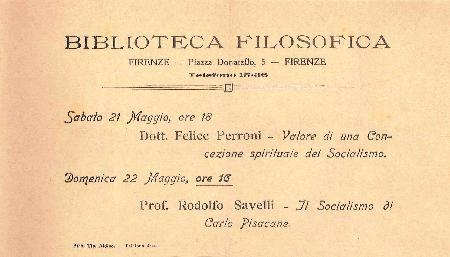 BIBLIOTECA FILOSOFICA
FIRENZE — Piazza Donatello, 5 — FIRENZE
Sabato 21 Maggio, ore 16
Dott. Felice Perroni - Valore di una Con-
cezione spirituale del Socialismo.
Domenica 22 Maggio, ore 16
Prof. Rodolfo Savelli - Il Socialismo di
Carlo Pisacane.